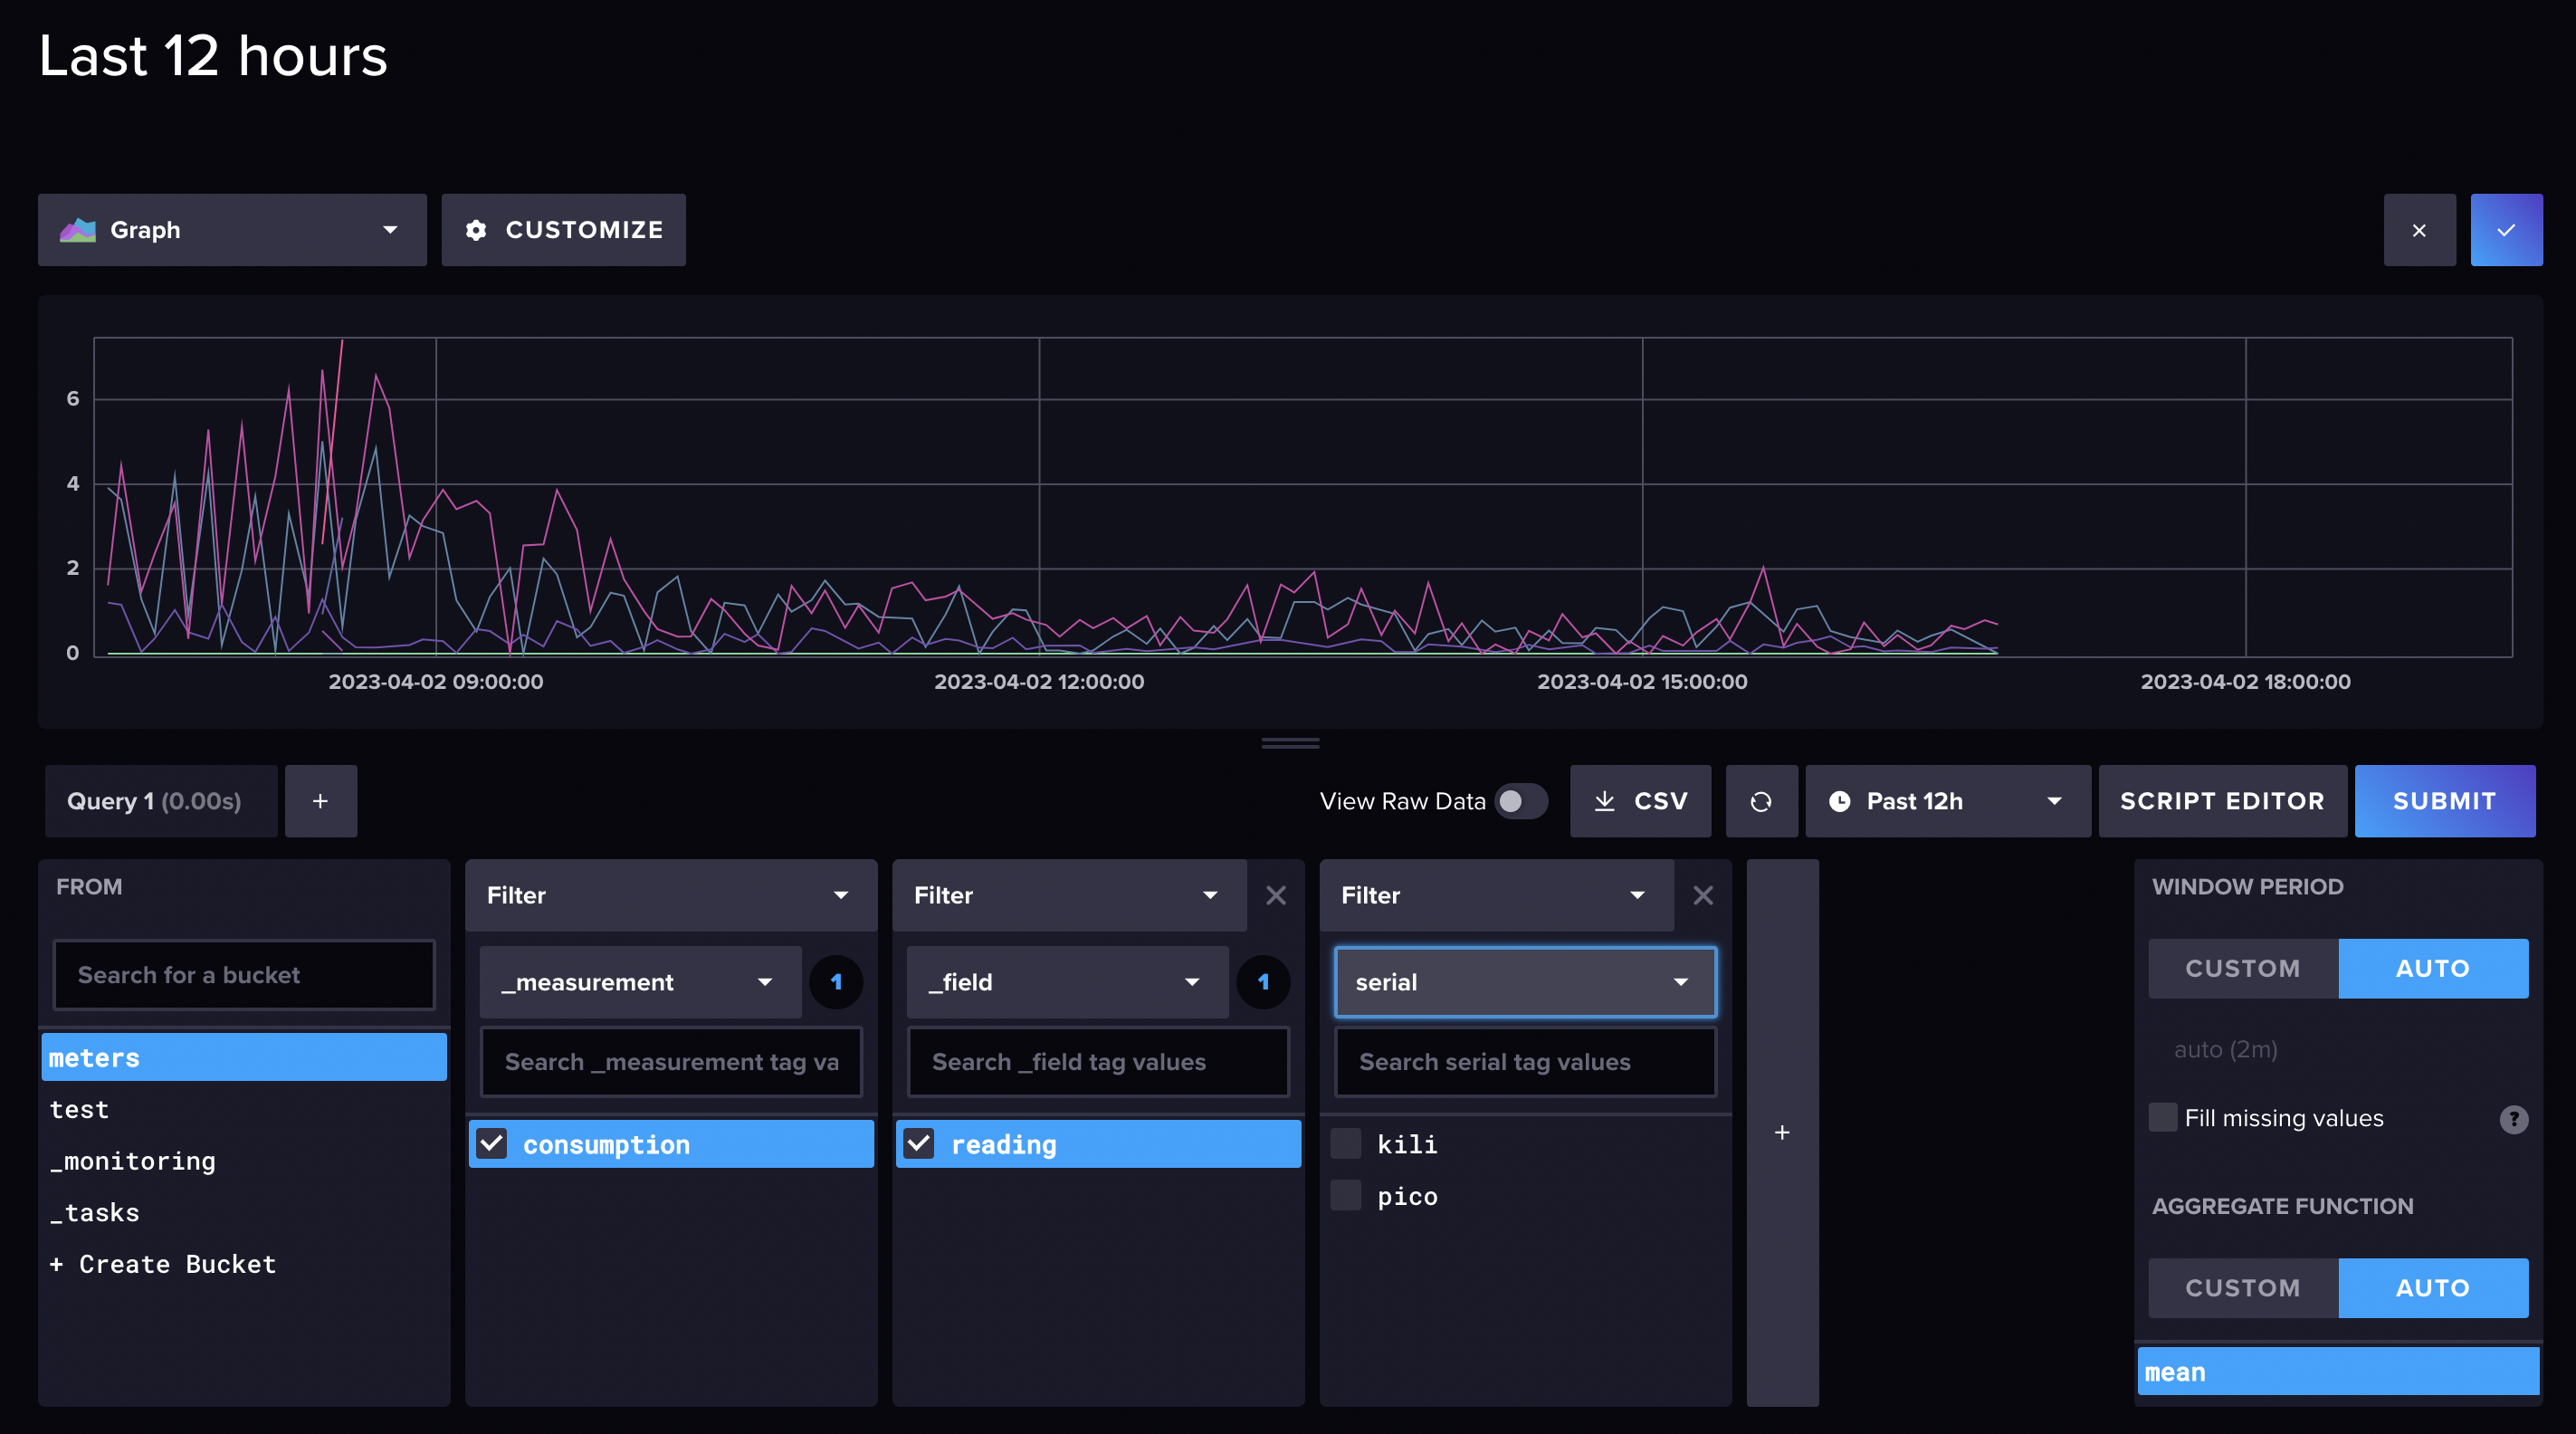 Last 12 hours
Graph
CUSTOMIZE
6
4
2
0
2023-04-02 09:00:00
2023-04-02 12:00:00
2023-04-02 15:00:00
2023-04-02 18:00:00
Query 1 (0.00s)
+
View Raw Data
CSV
Past 12h
SCRIPT EDITOR
SUBMIT
FROM
Search for a bucket
meters
test
_monitoring
_tasks
+ Create Bucket
Filter
_measurement
1
Search _measurement tag va
consumption
Filter
_field
1
Search _field tag values
reading
Filter
serial
Search serial tag values
kili
pico
+
WINDOW PERIOD
CUSTOM
AUTO
auto (2m)
Fill missing values
?
AGGREGATE FUNCTION
CUSTOM
AUTO
mean